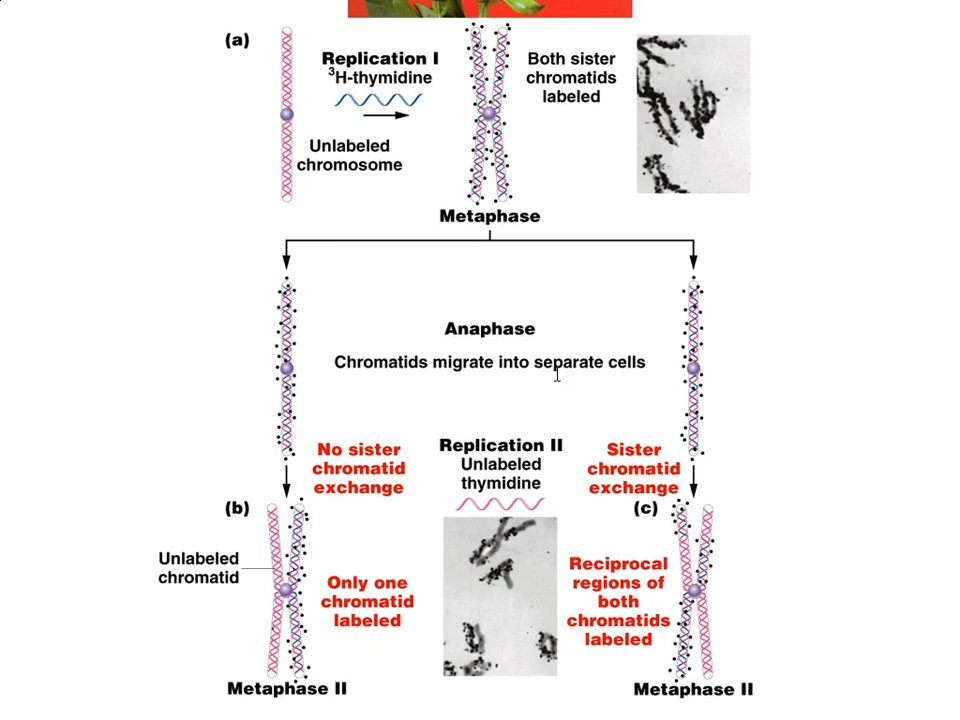 (a)
Replication I
³H-thymidine
Unlabeled
chromosome
Both sister
chromatids
labeled
Metaphase
Anaphase
Chromatids migrate into separate cells
No sister
chromatid
exchange
Replication II
Unlabeled
thymidine
Sister
chromatid
exchange
(b)
(c)
Unlabeled
chromatid
Only one
chromatid
labeled
Reciprocal
regions of
both
chromatids
labeled
Metaphase II
Metaphase II